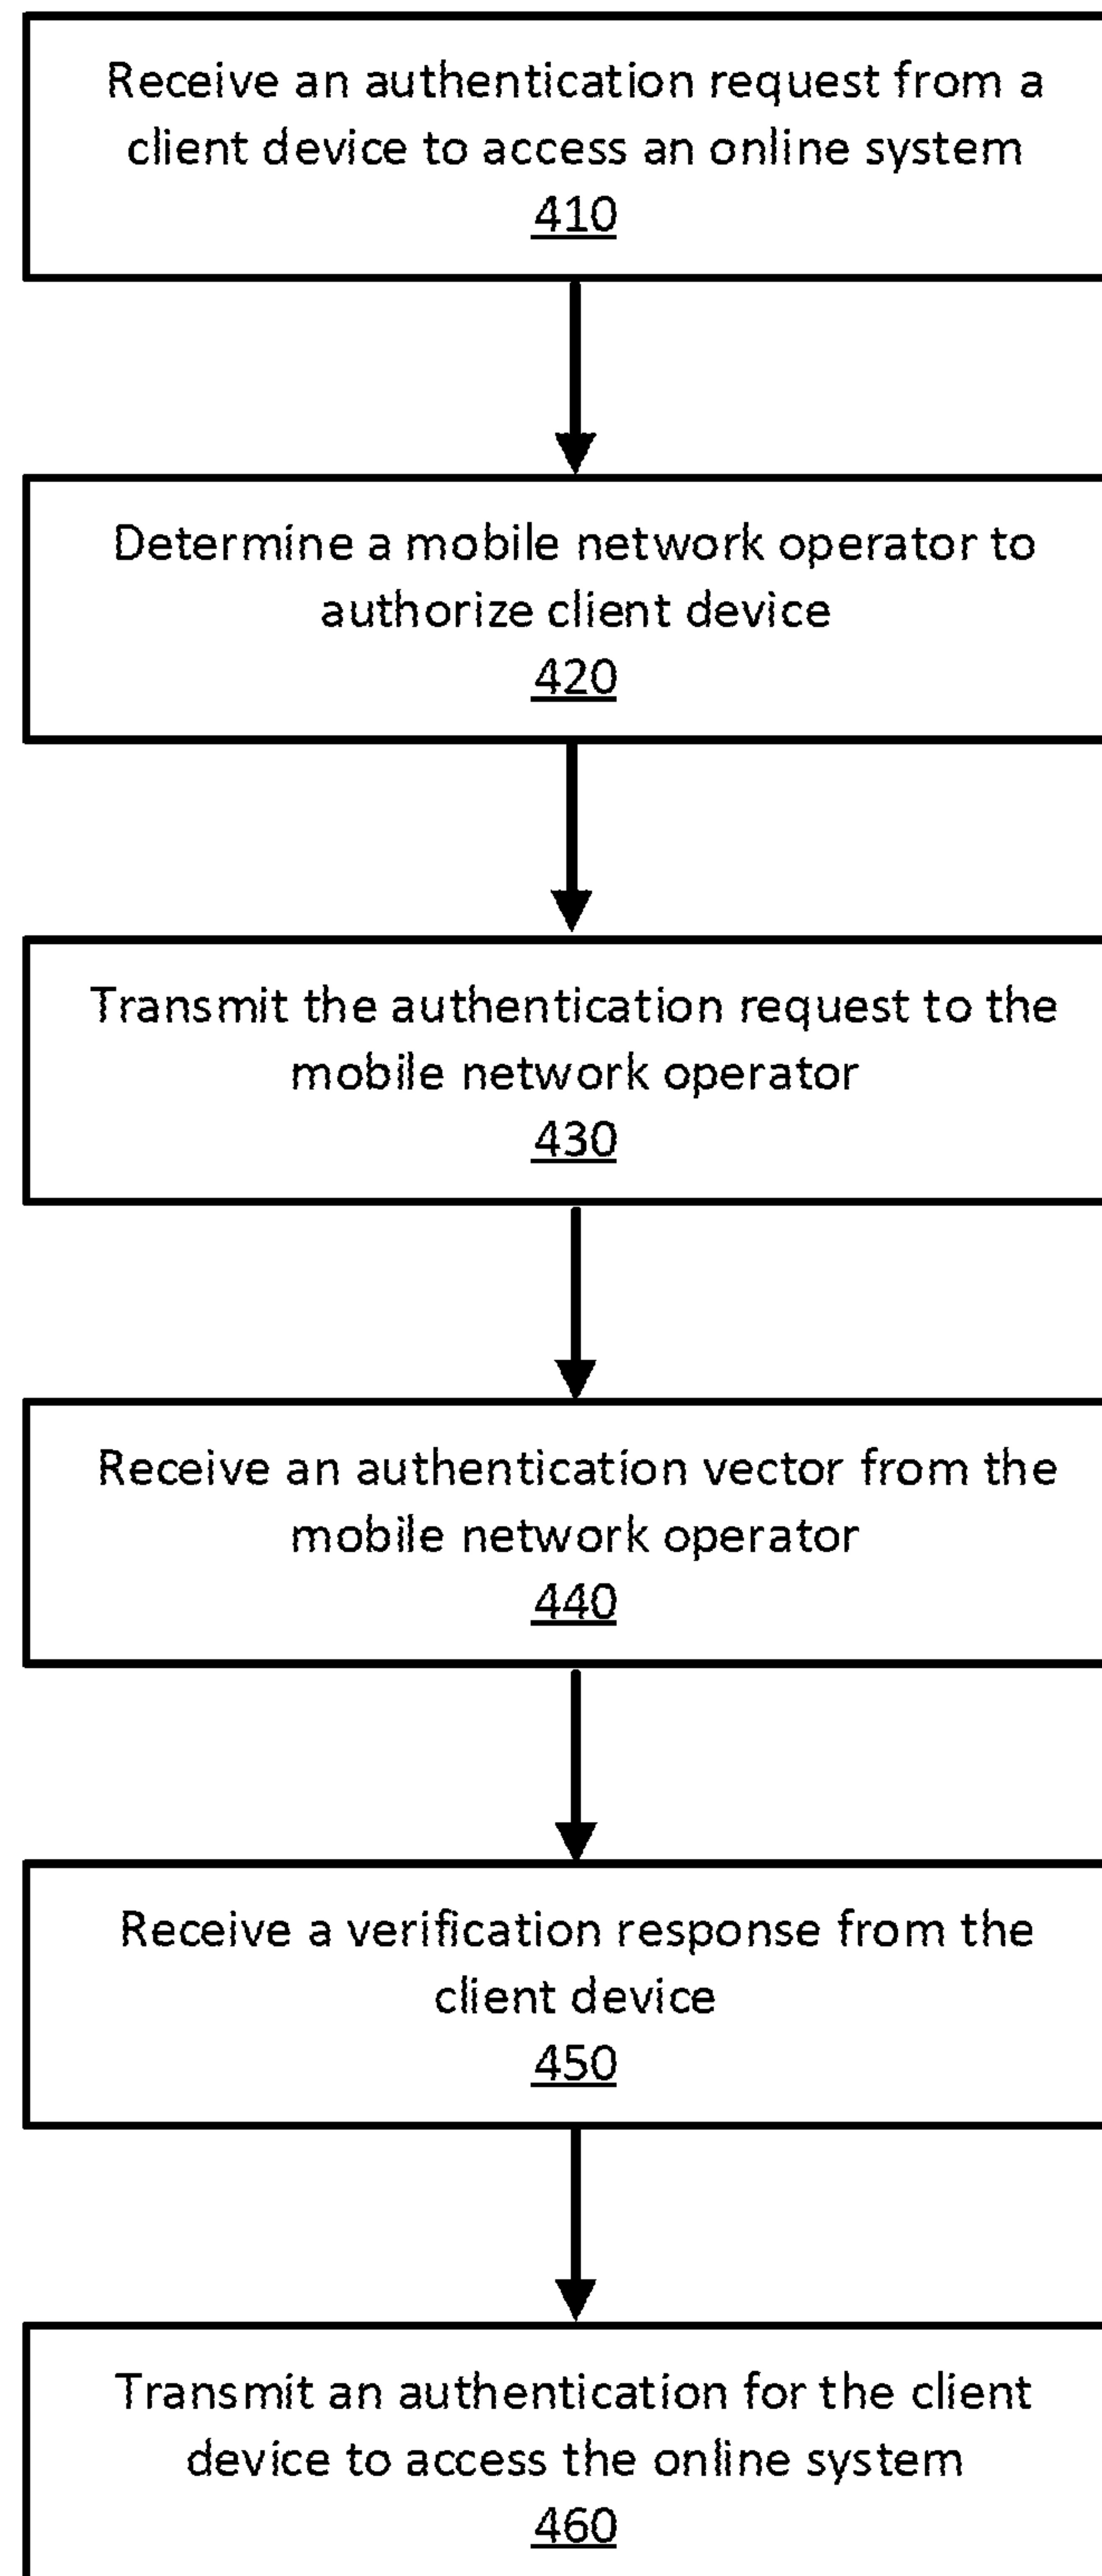 Receive an authentication request from a
client device to access an online system
410
Determine a mobile network operator to
authorize client device
420
Transmit the authentication request to the
mobile network operator
430
Receive an authentication vector from the
mobile network operator
440
Receive a verification response from the
client device
450
Transmit an authentication for the client
device to access the online system
460